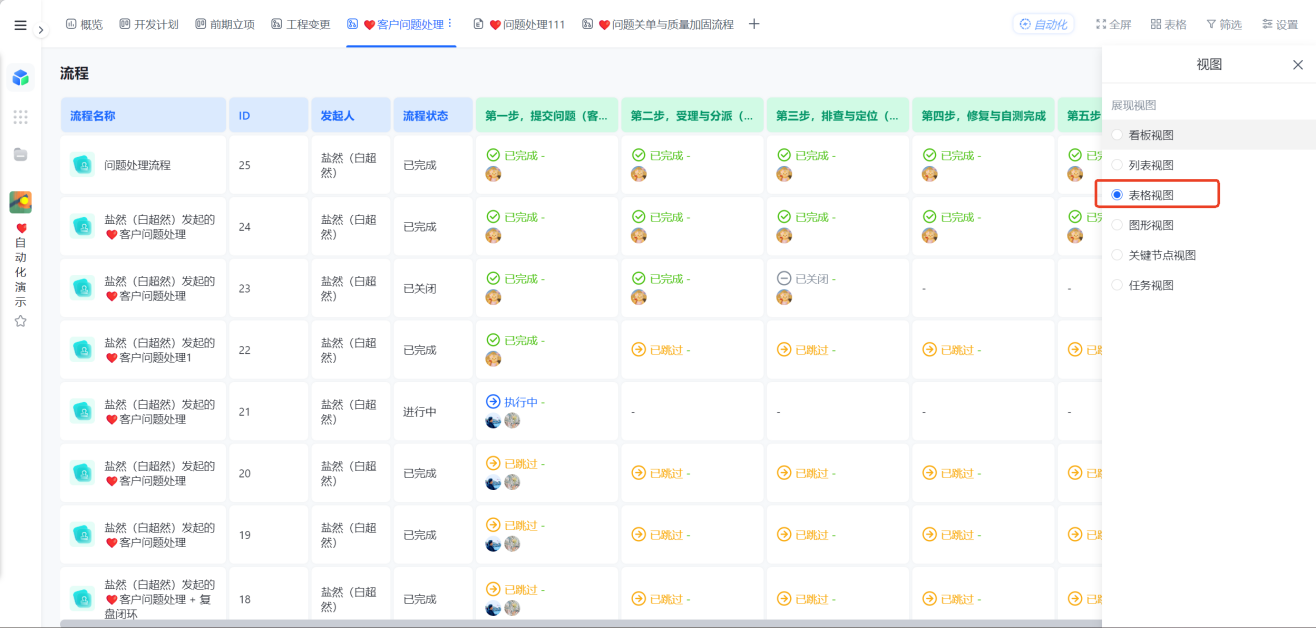 概览 开发计划 前期立项 工程变更 ❤️客户问题处理 ❤️问题处理111 ❤️问题关单与质量加固流程 自动化 全屏 表格 筛选 设置
流程
流程名称 ID 发起人 流程状态 第一步，提交问题（客... 第二步，受理与分派（... 第三步，排查与定位（... 第四步，修复与自测完成 第五步
问题处理流程 25 盐然（白超然） 已完成 已完成 - 已完成 - 已完成 - 已完成 -
盐然（白超然）发起的❤️客户问题处理 24 盐然（白超然） 已完成 已完成 - 已完成 - 已完成 - 已完成 -
盐然（白超然）发起的❤️客户问题处理 23 盐然（白超然） 已关闭 已完成 - 已完成 - 已关闭 - - -
盐然（白超然）发起的❤️客户问题处理1 22 盐然（白超然） 已完成 已完成 - 已跳过 - 已跳过 - 已跳过 -
盐然（白超然）发起的❤️客户问题处理 21 盐然（白超然） 进行中 执行中 - - - - -
盐然（白超然）发起的❤️客户问题处理 20 盐然（白超然） 已完成 已跳过 - 已跳过 - 已跳过 - 已跳过 -
盐然（白超然）发起的❤️客户问题处理 19 盐然（白超然） 已完成 已跳过 - 已跳过 - 已跳过 - 已跳过 -
盐然（白超然）发起的❤️客户问题处理 + 复盘闭环 18 盐然（白超然） 已完成 已跳过 - 已跳过 - 已跳过 - 已跳过 -
❤️自动化演示
视图
展现视图
看板视图
列表视图
表格视图
图形视图
关键节点视图
任务视图